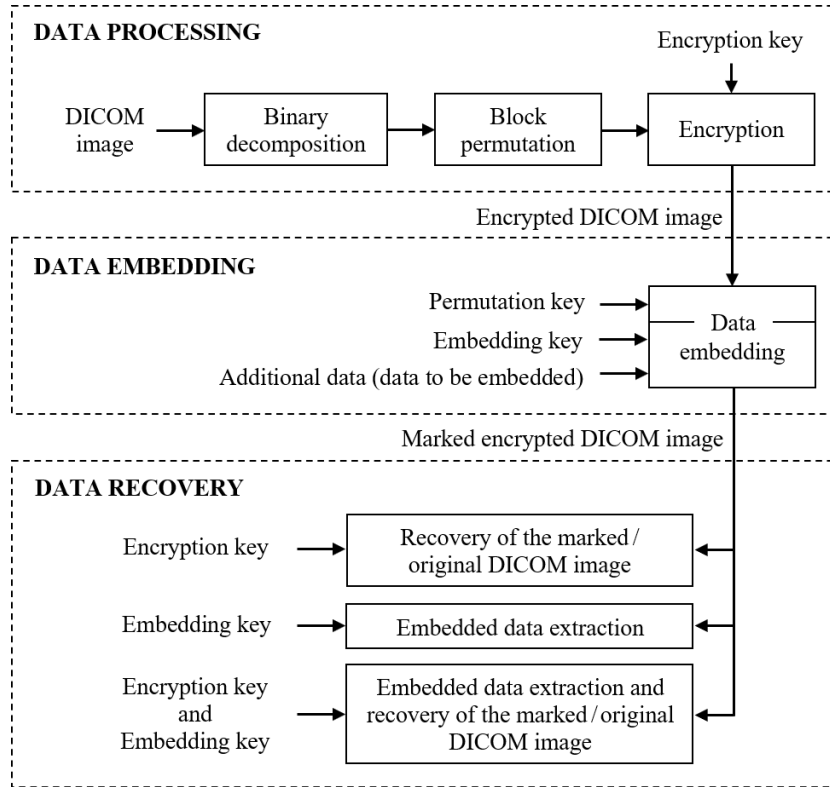 DATA PROCESSING
Encryption key
DICOM
image
Binary
decomposition
Block
permutation
Encryption
Encrypted DICOM image
DATA EMBEDDING
Permutation key
Embedding key
Additional data (data to be embedded)
Data
embedding
Marked encrypted DICOM image
DATA RECOVERY
Encryption key
Recovery of the marked/
original DICOM image
Embedding key
Embedded data extraction
Encryption key
and
Embedding key
Embedded data extraction and
recovery of the marked/original
DICOM image